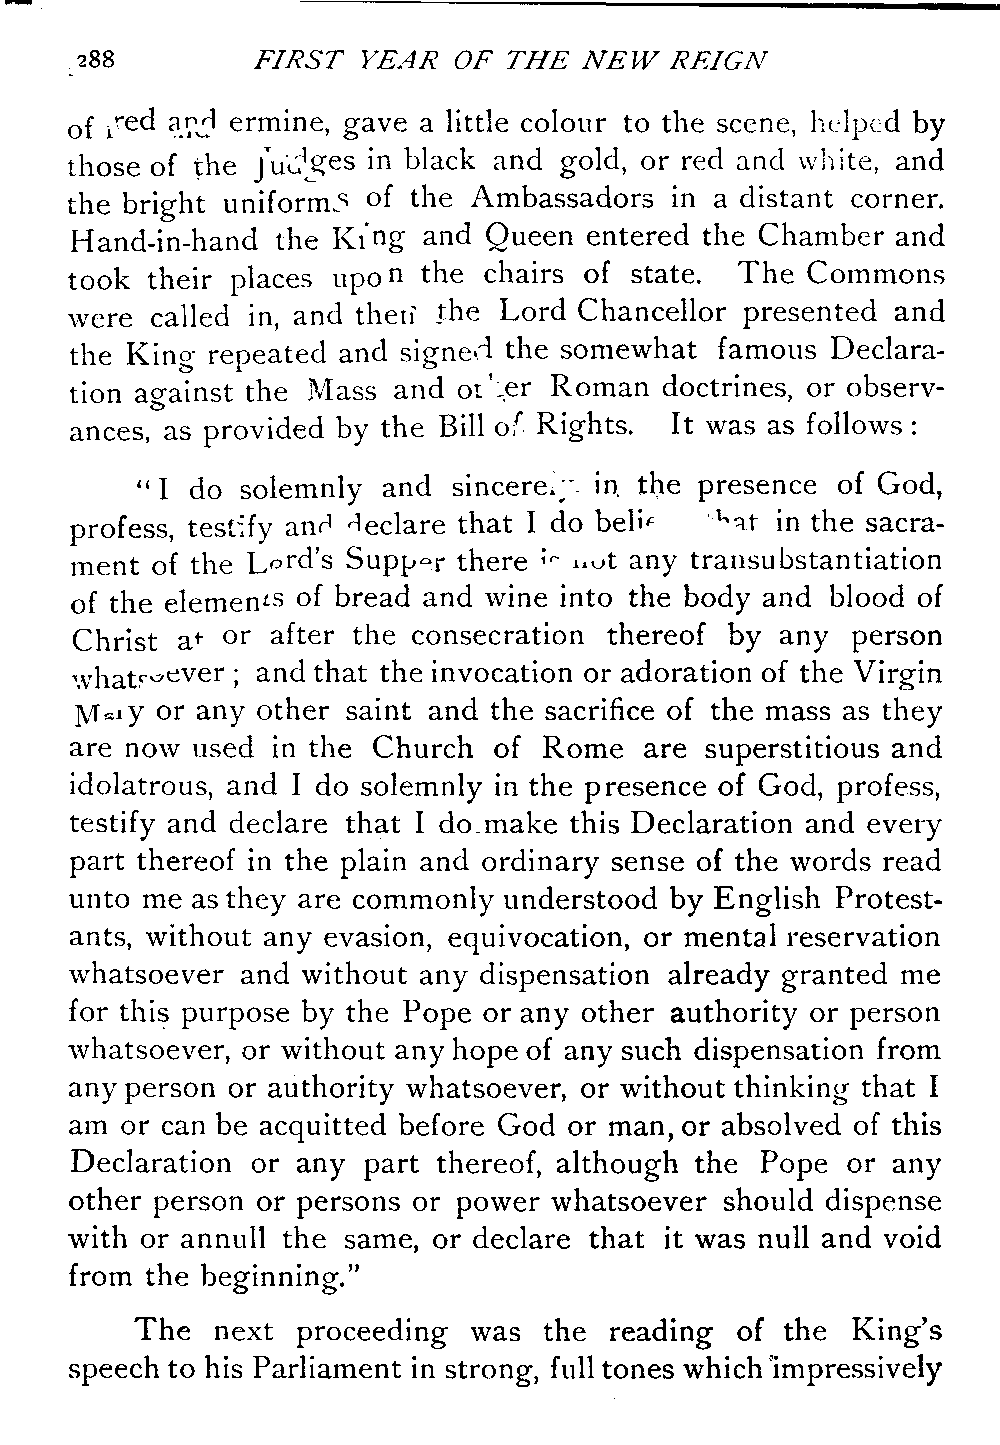 288 FIRST YEAR OF THE NEW REIGN
of red and ermine, gave a little colour to the scene, helped by
those of the Judges in black and gold, or red and white, and
the bright uniforms of the Ambassadors in a distant corner.
Hand-in-hand the King and Queen entered the Chamber and
took their places upon the chairs of state. The Commons
were called in, and then the Lord Chancellor presented and
the King repeated and signed the somewhat famous Declara-
tion against the Mass and other Roman doctrines, or observ-
ances, as provided by the Bill of Rights. It was as follows:
"I do solemnly and sincerely in the presence of God,
profess, testify and declare that I do believe that in the sacra-
ment of the Lord's Supper there is not any transubstantiation
of the elements of bread and wine into the body and blood of
Christ at or after the consecration thereof by any person
whatsoever; and that the invocation or adoration of the Virgin
Mary or any other saint and the sacrifice of the mass as they
are now used in the Church of Rome are superstitious and
idolatrous, and I do solemnly in the presence of God, profess,
testify and declare that I do make this Declaration and every
part thereof in the plain and ordinary sense of the words read
unto me as they are commonly understood by English Protest-
ants, without any evasion, equivocation, or mental reservation
whatsoever and without any dispensation already granted me
for this purpose by the Pope or any other authority or person
whatsoever, or without any hope of any such dispensation from
any person or authority whatsoever, or without thinking that I
am or can be acquitted before God or man, or absolved of this
Declaration or any part thereof, although the Pope or any
other person or persons or power whatsoever should dispense
with or annull the same, or declare that it was null and void
from the beginning."
The next proceeding was the reading of the King's
speech to his Parliament in strong, full tones which impressively